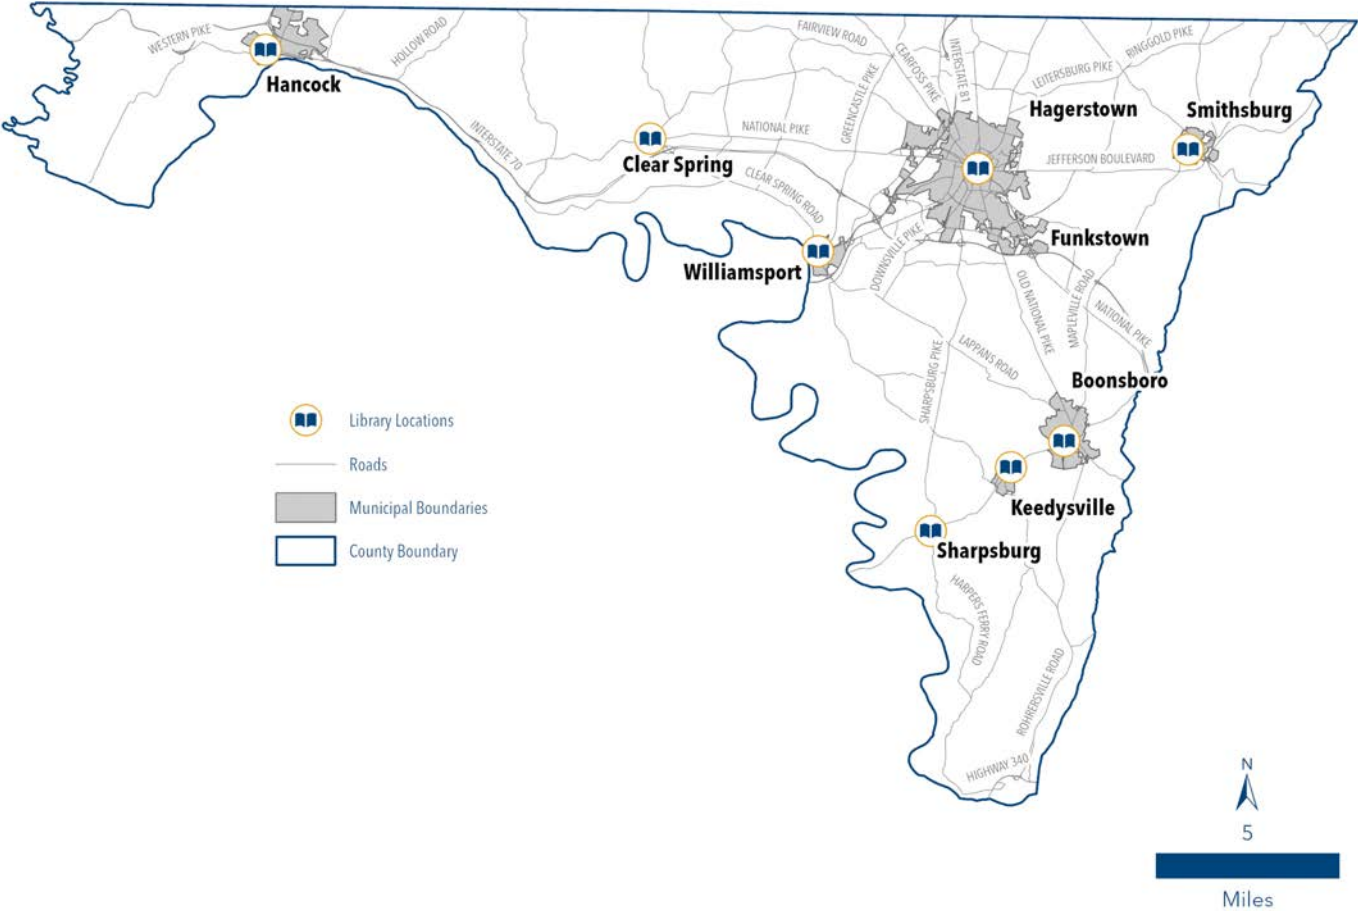 WESTERN PIKE
HOLLOW ROAD
FAIRVIEW ROAD
CEARFOSS PIKE
INTERSTATE 81
RINGGOLD PIKE
LEITERSBURG PIKE
GREENCASTLE PIKE
Hancock
Hagerstown
Smithsburg
INTERSTATE 70
NATIONAL PIKE
Clear Spring
JEFFERSON BOULEVARD
CLEAR SPRING ROAD
Funkstown
DOWNSVILLE PIKE
Williamsport
OLD NATIONAL PIKE
MAPLEVILLE ROAD
NATIONAL PIKE
LAPPANS ROAD
SHARPSBURG PIKE
Boonsboro
Library Locations
Roads
Municipal Boundaries
County Boundary
Keedysville
Sharpsburg
HARPERS FERRY ROAD
ROHRERSVILLE ROAD
HIGHWAY 340
N
5
Miles